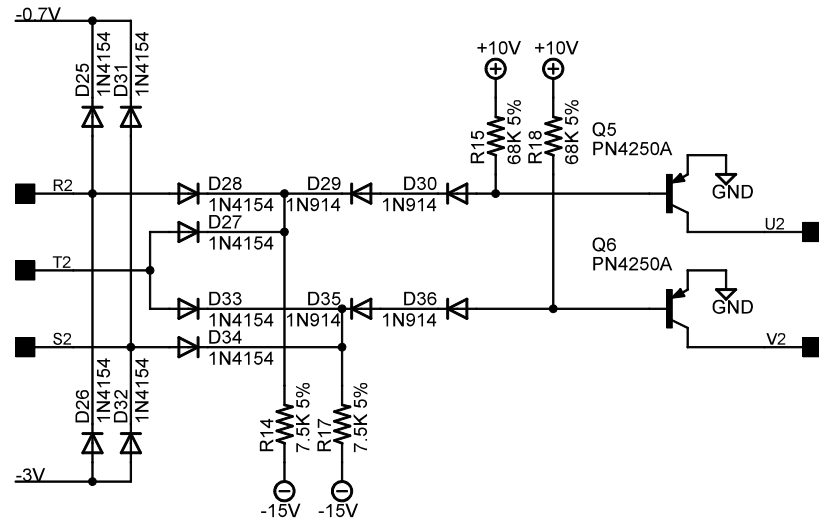 -0.7V
D25
1N4154
D31
1N4154
+10V
+10V
R15
68K 5%
R18
68K 5%
Q5
PN4250A
R2
D28
1N4154
D29
1N914
D30
1N914
GND
D27
1N4154
U2
T2
Q6
PN4250A
D33
1N4154
D35
1N914
D36
1N914
GND
S2
D34
1N4154
V2
D26
1N4154
D32
1N4154
R14
7.5K 5%
R17
7.5K 5%
-3V
-15V
-15V